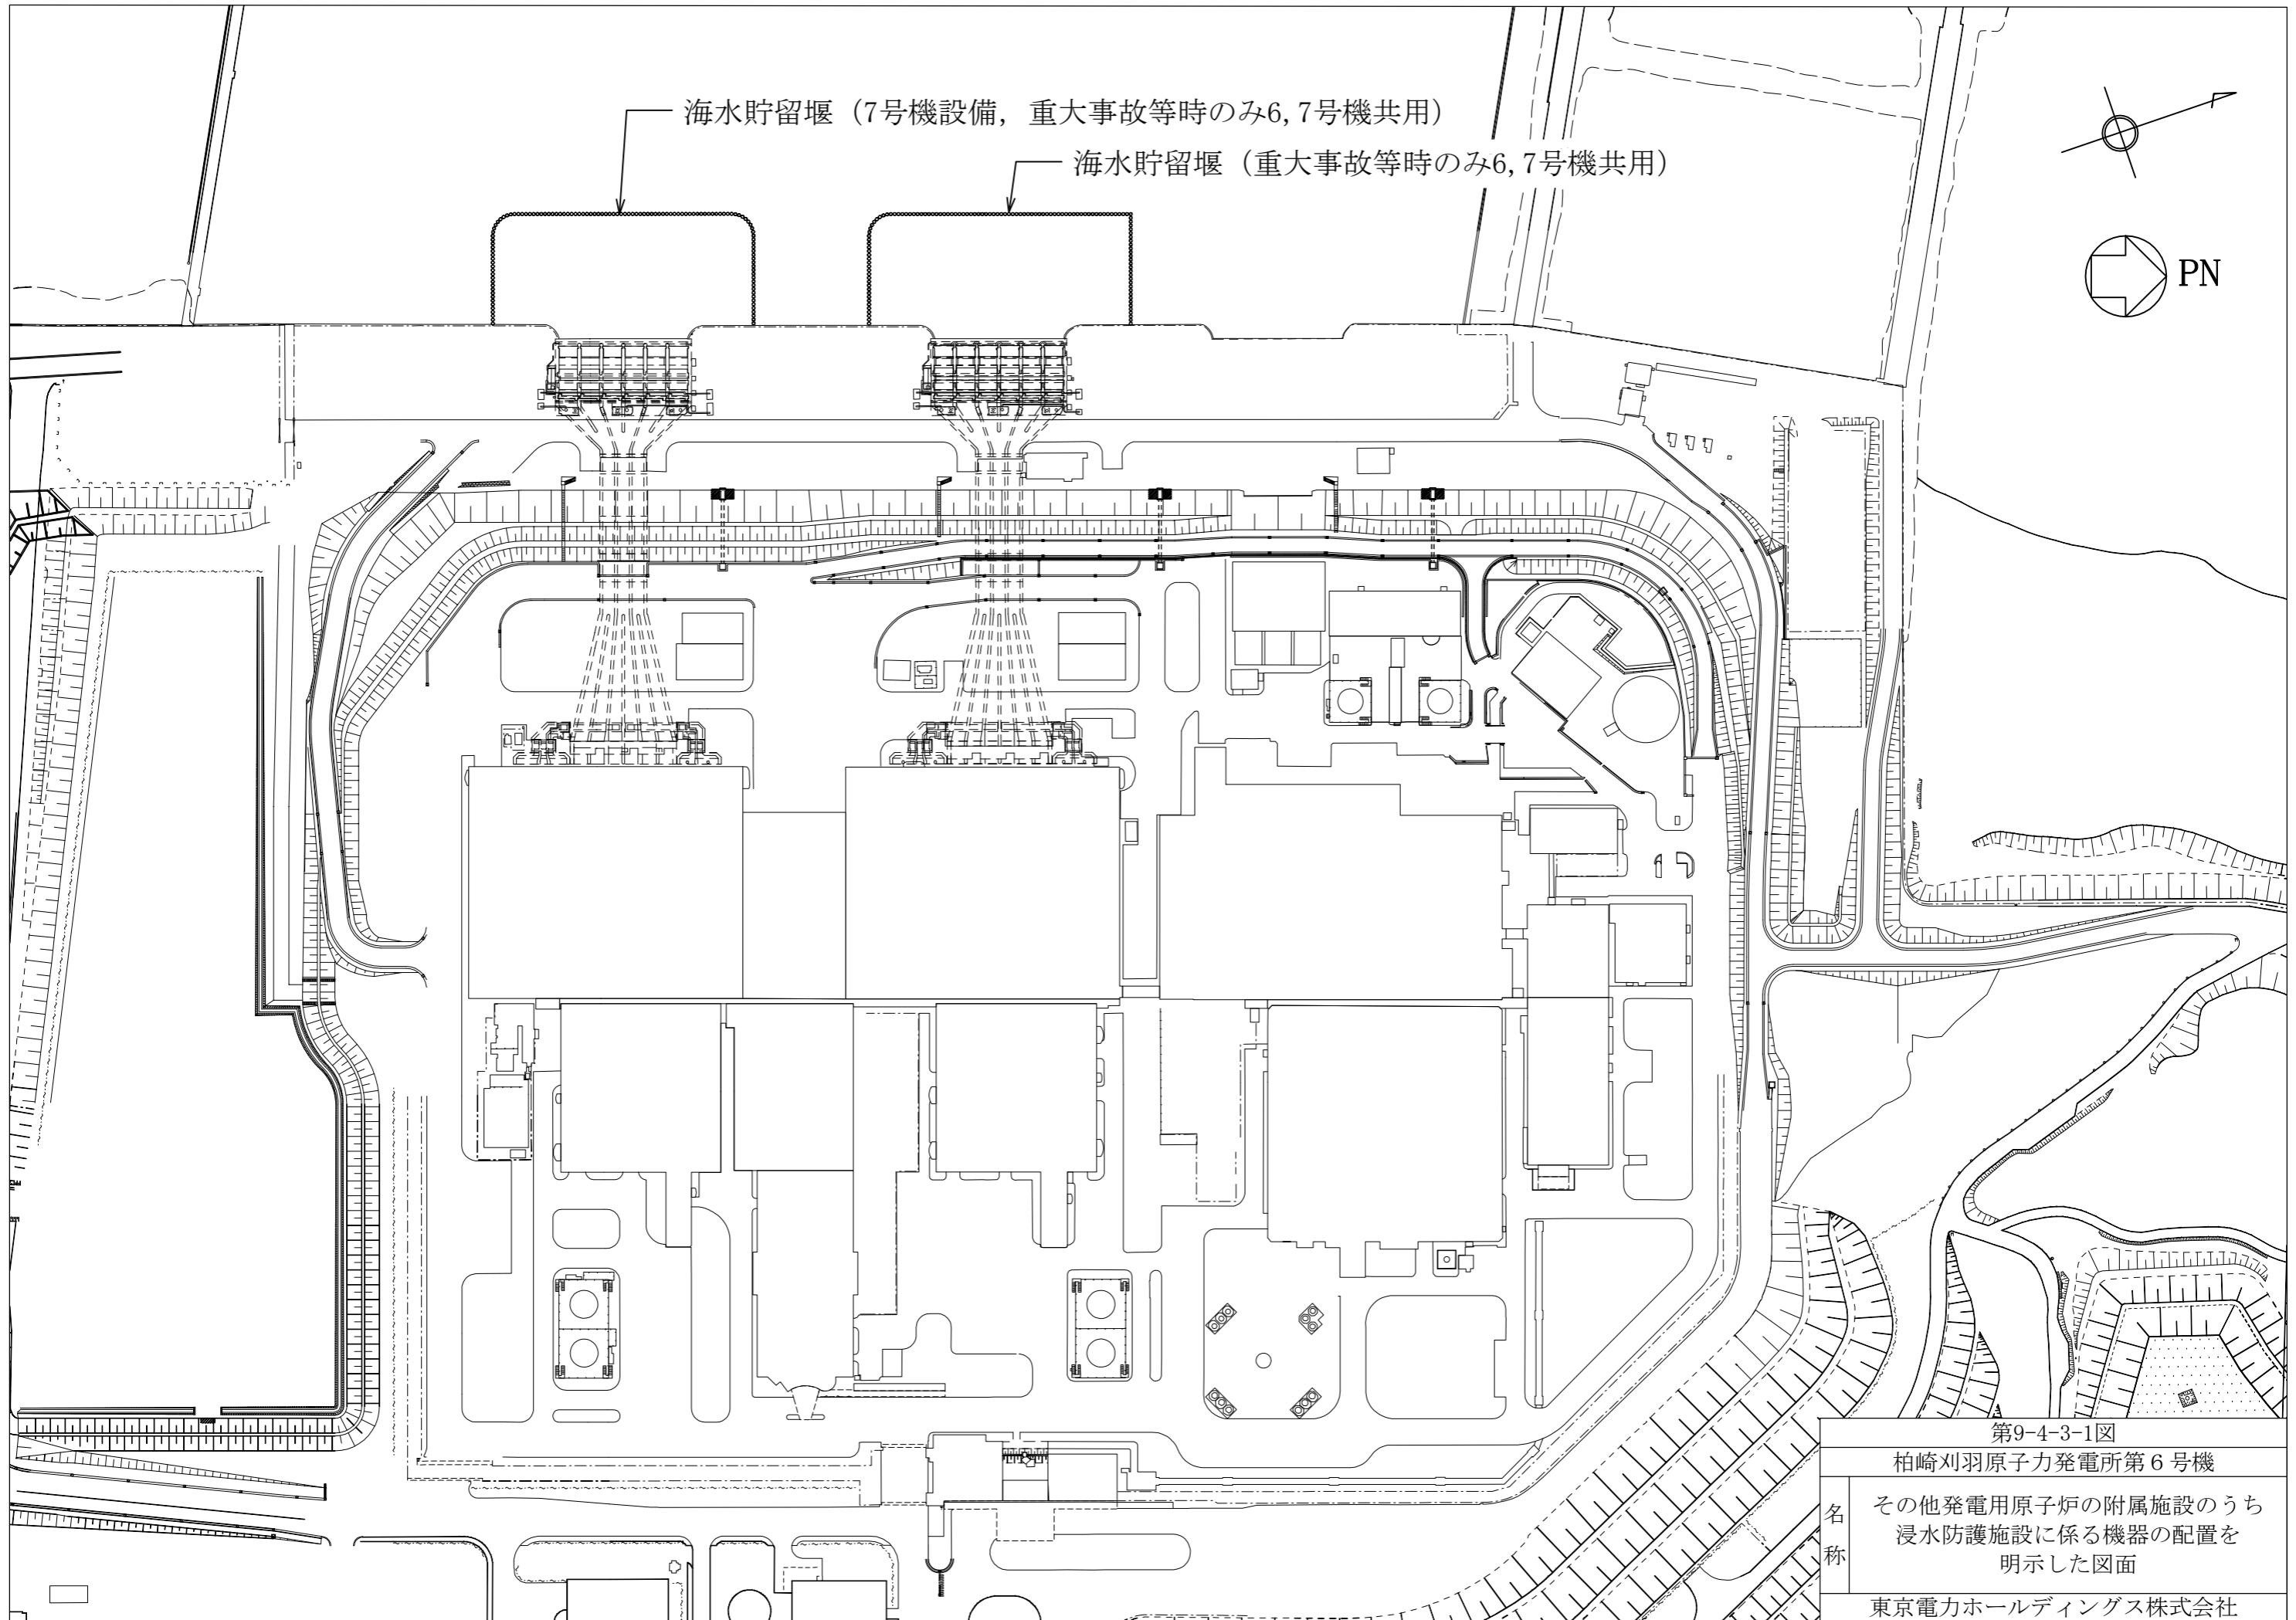 海水貯留堰（7号機設備，重大事故等時のみ6,7号機共用）
海水貯留堰（重大事故等時のみ6,7号機共用）
PN
第9-4-3-1図
柏崎刈羽原子力発電所第６号機
名称
その他発電用原子炉の附属施設のうち
浸水防護施設に係る機器の配置を
明示した図面
東京電力ホールディングス株式会社